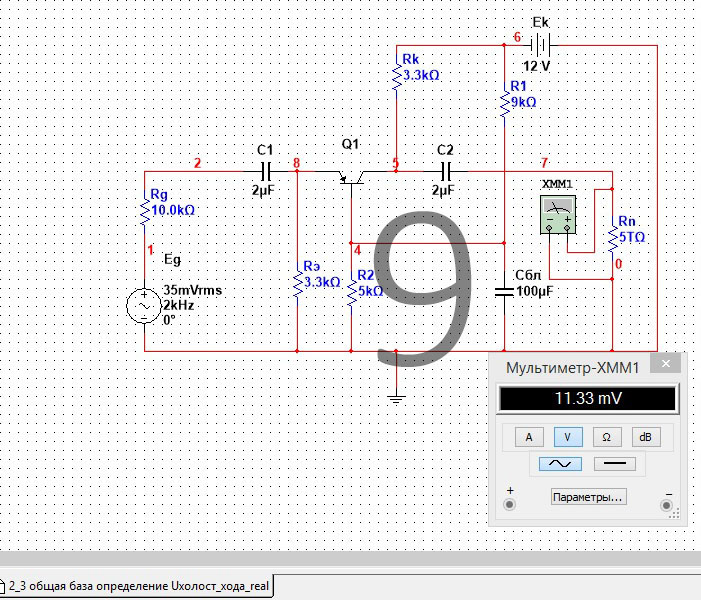 Ek
6
12 V
Rk
3.3kΩ
R1
9kΩ
Q1
C1
C2
2
8
5
7
2µF
2µF
XMM1
Rg
10.0kΩ
Rn
5TΩ
1
Eg
4
0
Rэ
3.3kΩ
R2
5kΩ
Cбл
100µF
35mVrms
2kHz
0°
9
Мультиметр-XMM1
11.33 mV
A
V
Ω
dB
+
Параметры...
−
2_3 общая база определение Uхолост_хода_real